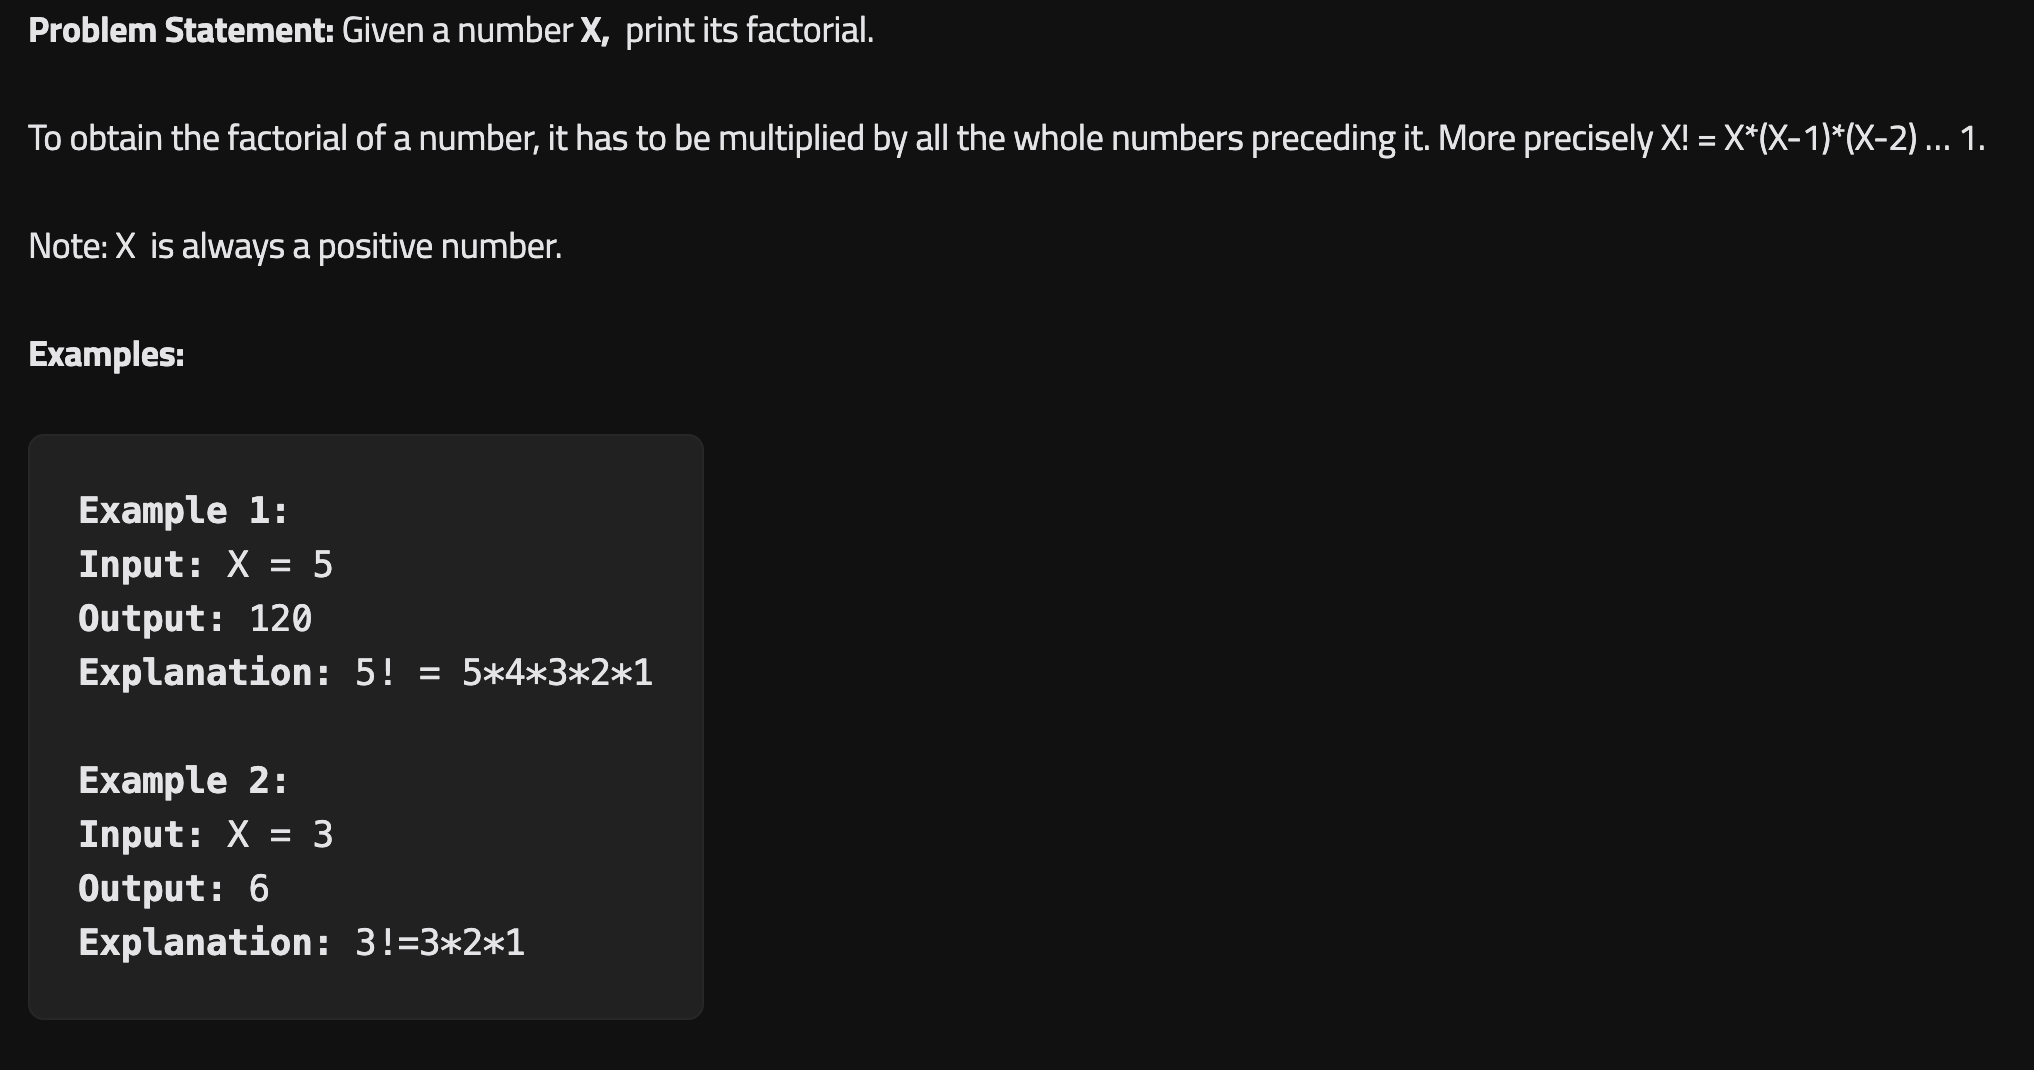 Problem Statement: Given a number X,  print its factorial.
To obtain the factorial of a number, it has to be multiplied by all the whole numbers preceding it. More precisely X! = X*(X-1)*(X-2) ... 1.
Note: X  is always a positive number.
Examples:
Example 1:
Input: X = 5
Output: 120
Explanation: 5! = 5*4*3*2*1
Example 2:
Input: X = 3
Output: 6
Explanation: 3!=3*2*1